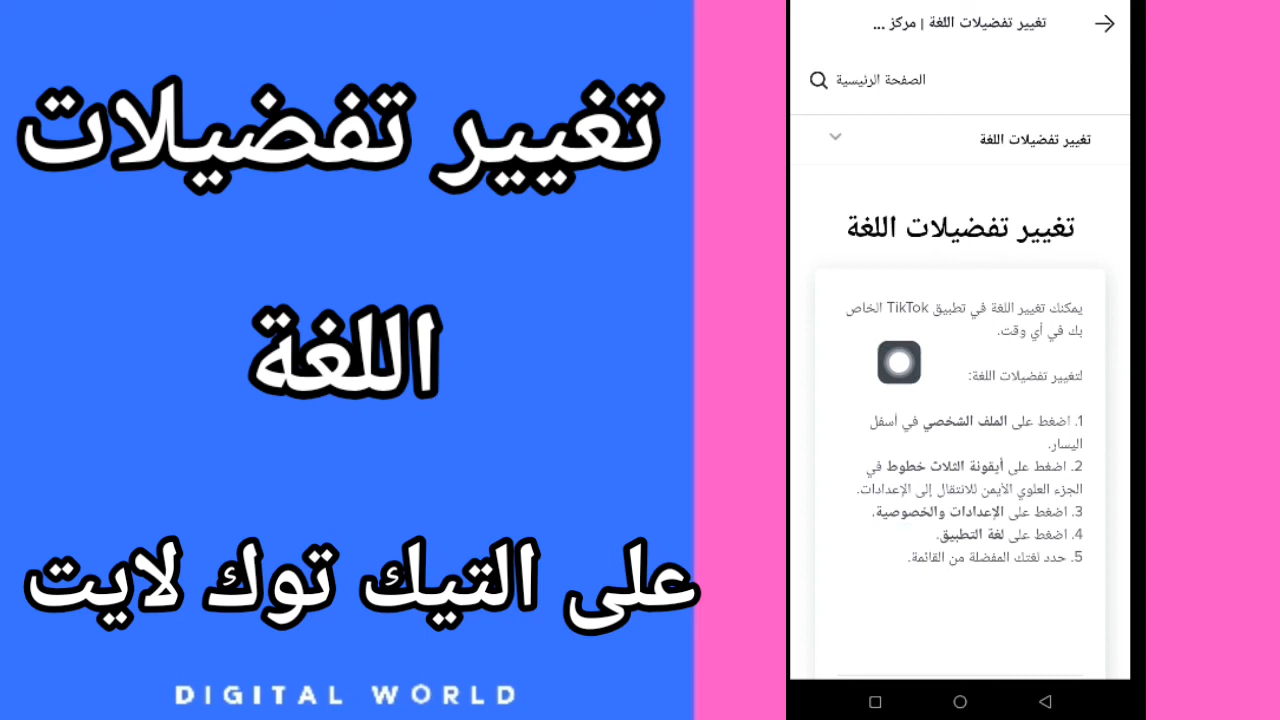 تغيير تفضيلات
اللغة
على التيك توك لايت
DIGITAL WORLD
تغيير تفضيلات اللغة | مركز ...
الصفحة الرئيسية
تغيير تفضيلات اللغة
تغيير تفضيلات اللغة
يمكنك تغيير اللغة في تطبيق TikTok الخاص
بك في أي وقت.
لتغيير تفضيلات اللغة:
1. اضغط على الملف الشخصي في أسفل
اليسار.
2. اضغط على أيقونة الثلاث خطوط في
الجزء العلوي الأيمن للانتقال إلى الإعدادات.
3. اضغط على الإعدادات والخصوصية.
4. اضغط على لغة التطبيق.
5. حدد لغتك المفضلة من القائمة.